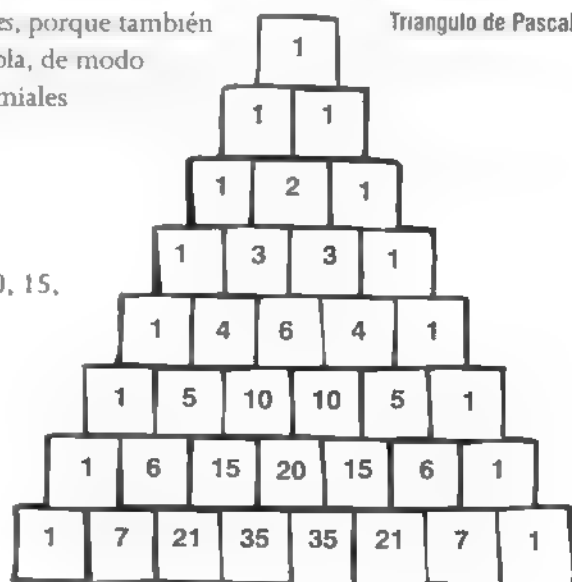 es, porque también
Triangulo de Pascal
bla, de modo
miales
0, 15,
1
1 1
1 2 1
1 3 3 1
1 4 6 4 1
1 5 10 10 5 1
1 6 15 20 15 6 1
1 7 21 35 35 21 7 1